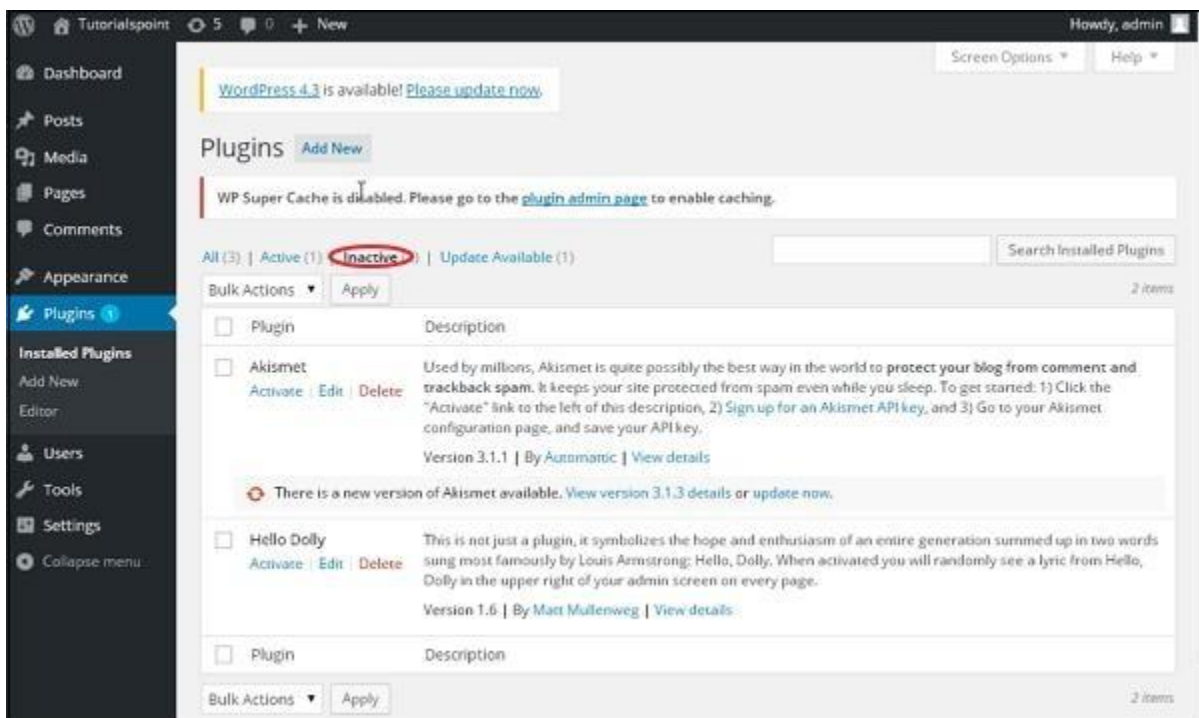 Tutorialspoint 5 0 + New Howdy, admin
Screen Options ▼ Help ▼
Dashboard
Posts
Media
Pages
Comments
Appearance
Plugins 1
Installed Plugins
Add New
Editor
Users
Tools
Settings
Collapse menu
WordPress 4.3 is available! Please update now.
Plugins Add New
WP Super Cache is disabled. Please go to the plugin admin page to enable caching.
All (3) | Active (1) Inactive ) | Update Available (1)
Search Installed Plugins
Bulk Actions ▼ Apply 2 items
Plugin Description
Akismet
Activate | Edit | Delete
Used by millions, Akismet is quite possibly the best way in the world to protect your blog from comment and
trackback spam. It keeps your site protected from spam even while you sleep. To get started: 1) Click the
"Activate" link to the left of this description, 2) Sign up for an Akismet API key, and 3) Go to your Akismet
configuration page, and save your API key.
Version 3.1.1 | By Automattic | View details
There is a new version of Akismet available. View version 3.1.3 details or update now.
Hello Dolly
Activate | Edit | Delete
This is not just a plugin, it symbolizes the hope and enthusiasm of an entire generation summed up in two words
sung most famously by Louis Armstrong: Hello, Dolly. When activated you will randomly see a lyric from Hello,
Dolly in the upper right of your admin screen on every page.
Version 1.6 | By Matt Mullenweg | View details
Plugin Description
Bulk Actions ▼ Apply 2 items